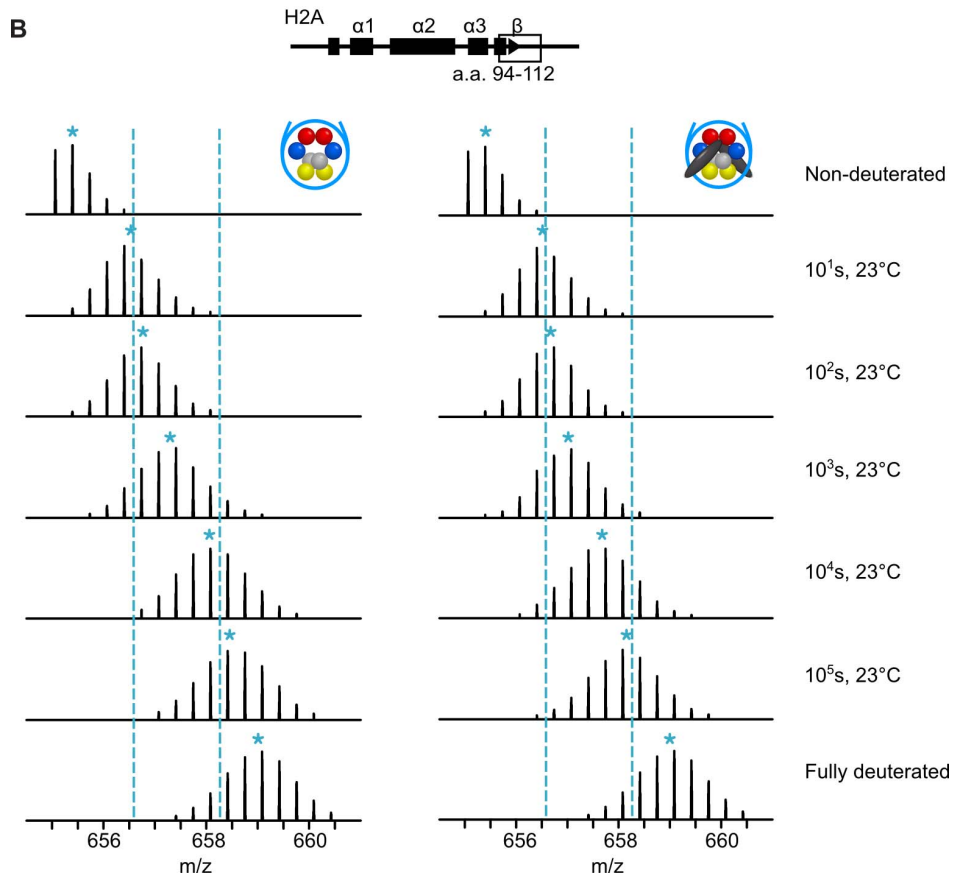 B
H2A
α1 α2 α3 β
a.a. 94-112
Non-deuterated
10¹s, 23°C
10²s, 23°C
10³s, 23°C
10⁴s, 23°C
10⁵s, 23°C
Fully deuterated
656 658 660
m/z
656 658 660
m/z